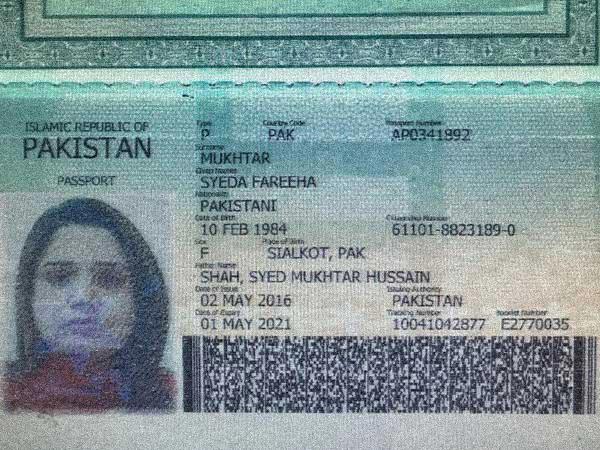 ISLAMIC REPUBLIC OF
PAKISTAN
PASSPORT
Type Country Code Passport Number
P PAK AP0341892
Surname
MUKHTAR
Given Names
SYEDA FAREEHA
Nationality
PAKISTANI
Date of Birth Citizenship Number
10 FEB 1984 61101-8823189-0
Sex Place of Birth
F SIALKOT, PAK
Father Name
SHAH, SYED MUKHTAR HUSSAIN
Date of Issue Issuing Authority
02 MAY 2016 PAKISTAN
Date of Expiry Tracking Number Booklet Number
01 MAY 2021 10041042877 E2770035